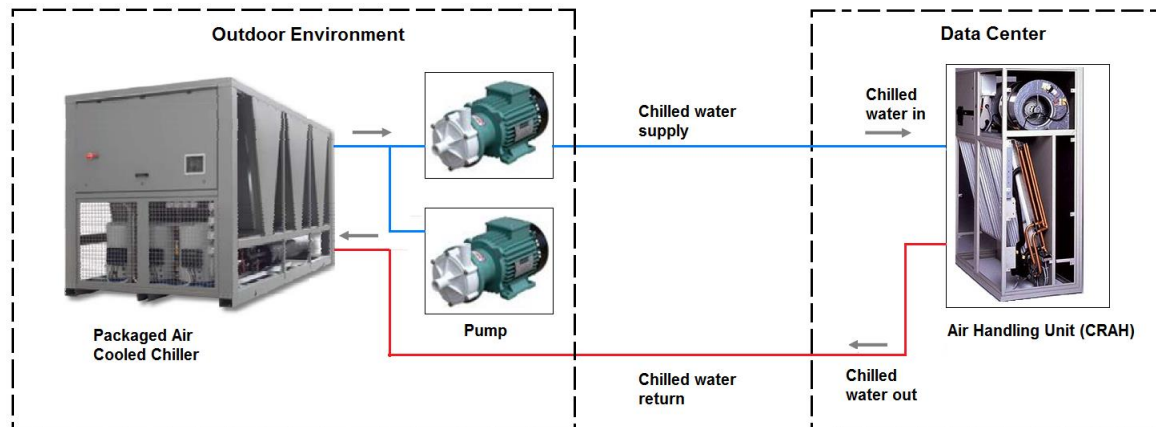 Outdoor Environment
Data Center
Chilled water
supply
Chilled
water in
Packaged Air
Cooled Chiller
Pump
Air Handling Unit (CRAH)
Chilled water
return
Chilled
water out